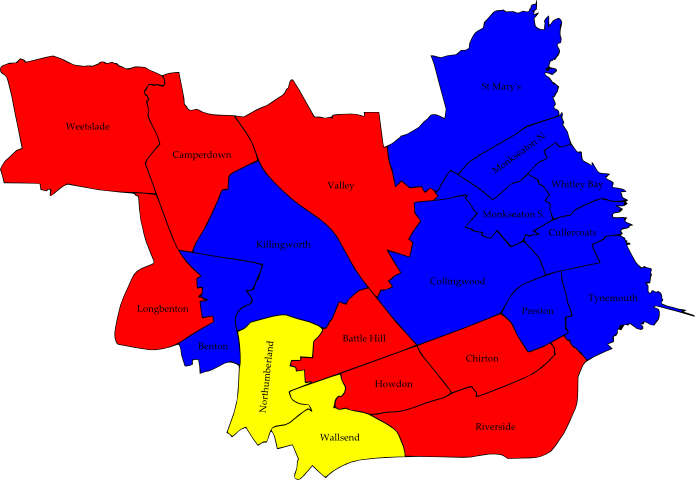 St Mary's
Weetslade
Monkseaton N.
Camperdown
Valley
Whitley Bay
Monkseaton S.
Cullercoats
Killingworth
Collingwood
Tynemouth
Longbenton
Preston
Benton
Battle Hill
Chirton
Northumberland
Howdon
Riverside
Wallsend